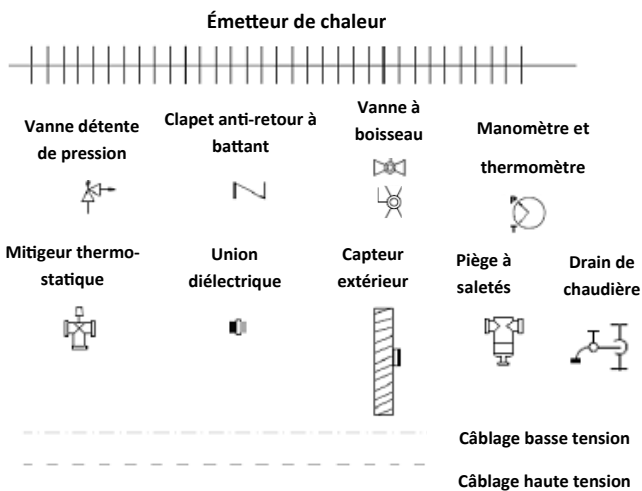 Émetteur de chaleur
Vanne détente
de pression
Clapet anti-retour à
battant
Vanne à
boisseau
Manomètre et
thermomètre
P
T
Mitigeur thermo-
statique
Union
diélectrique
Capteur
extérieur
Piège à
saletés
Drain de
chaudière
Câblage basse tension
Câblage haute tension